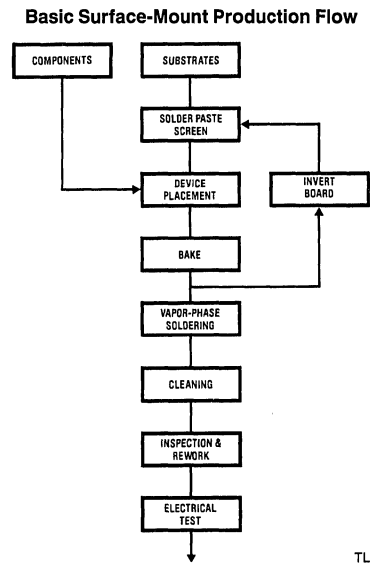 Basic Surface-Mount Production Flow
COMPONENTS
SUBSTRATES
SOLDER PASTE
SCREEN
DEVICE
PLACEMENT
INVERT
BOARD
BAKE
VAPOR-PHASE
SOLDERING
CLEANING
INSPECTION &
REWORK
ELECTRICAL
TEST
TL